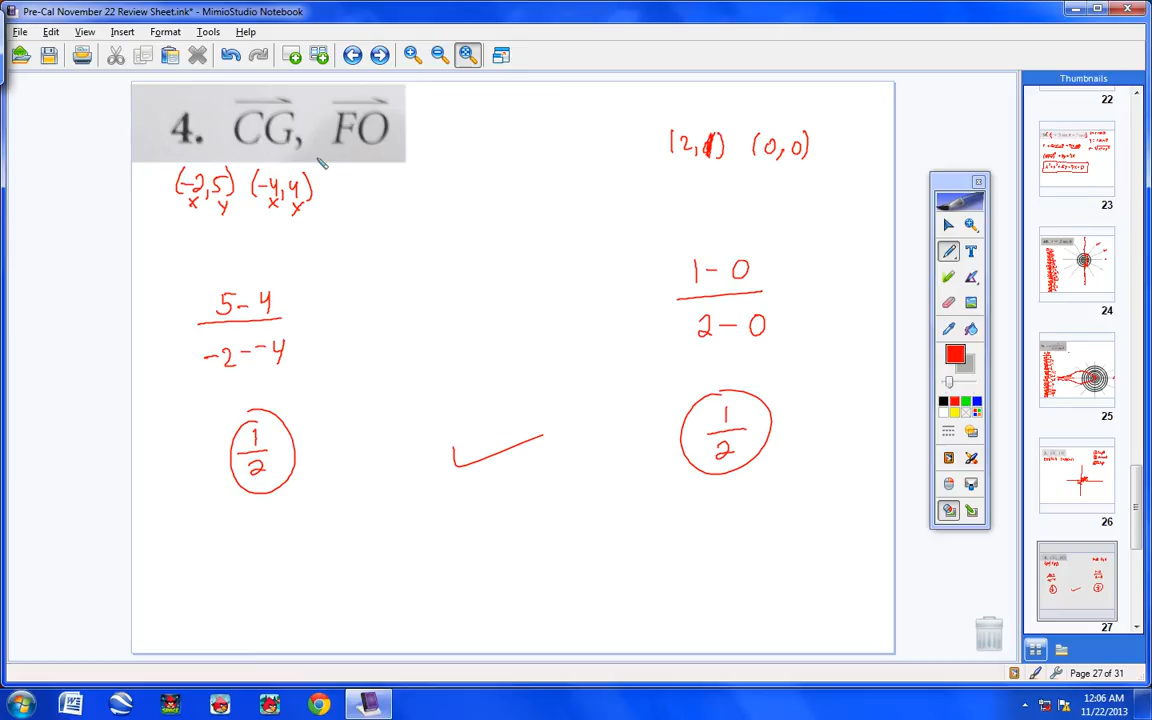 Pre-Cal November 22 Review Sheet.ink* - MimioStudio Notebook
File Edit View Insert Format Tools Help
4. CG, FO
(-2,5) (-4,4)
x y x x
(2,1) (0,0)
5-4
-2--4
1
2
1-0
2-0
1
2
T
Thumbnails
22
23
24
25
26
27
Page 27 of 31
W
12:06 AM
11/22/2013